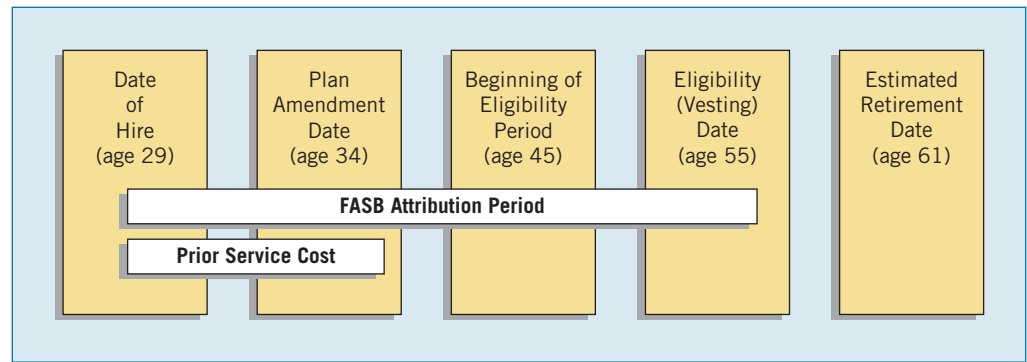 Date
of
Hire
(age 29)
Plan
Amendment
Date
(age 34)
Beginning of
Eligibility
Period
(age 45)
Eligibility
(Vesting)
Date
(age 55)
Estimated
Retirement
Date
(age 61)
FASB Attribution Period
Prior Service Cost